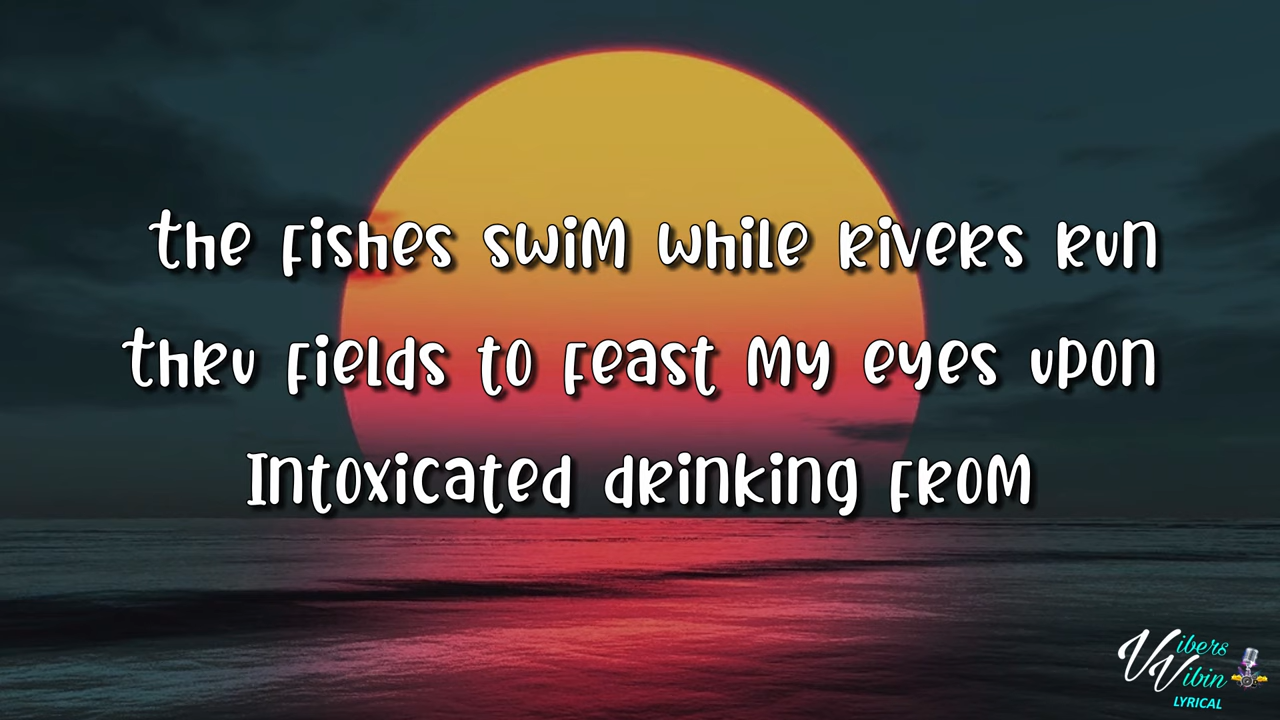 the fishes swim while rivers run
thru fields to feast my eyes upon
Intoxicated drinking from
Vibers
Vibin
LYRICAL